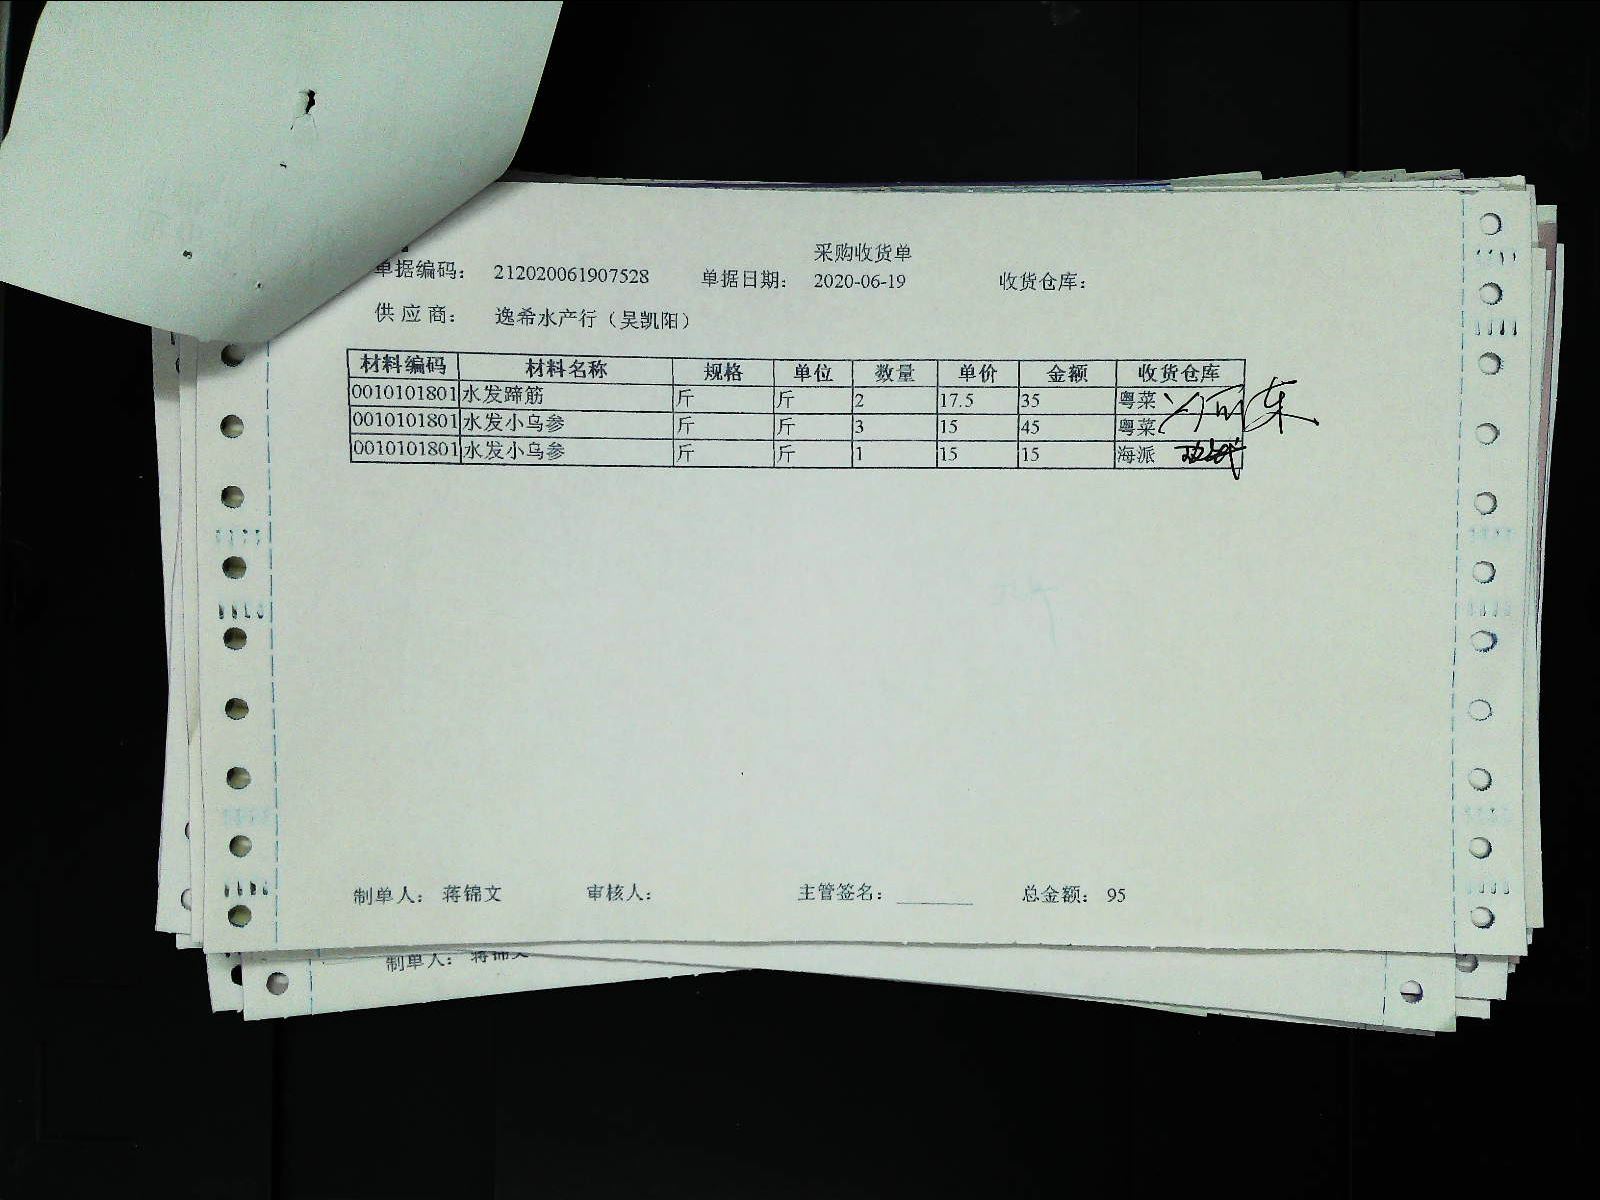 采购收货单
单据编码： 212020061907528 单据日期： 2020-06-19 收货仓库：
供应商： 逸希水产行（吴凯阳）
材料编码 材料名称 规格 单位 数量 单价 金额 收货仓库
0010101801 水发蹄筋 斤 斤 2 17.5 35 粤菜
0010101801 水发小乌参 斤 斤 3 15 45 粤菜
0010101801 水发小乌参 斤 斤 1 15 15 海派
制单人： 蒋锦文 审核人： 主管签名： 总金额： 95
制单人： 蒋锦文